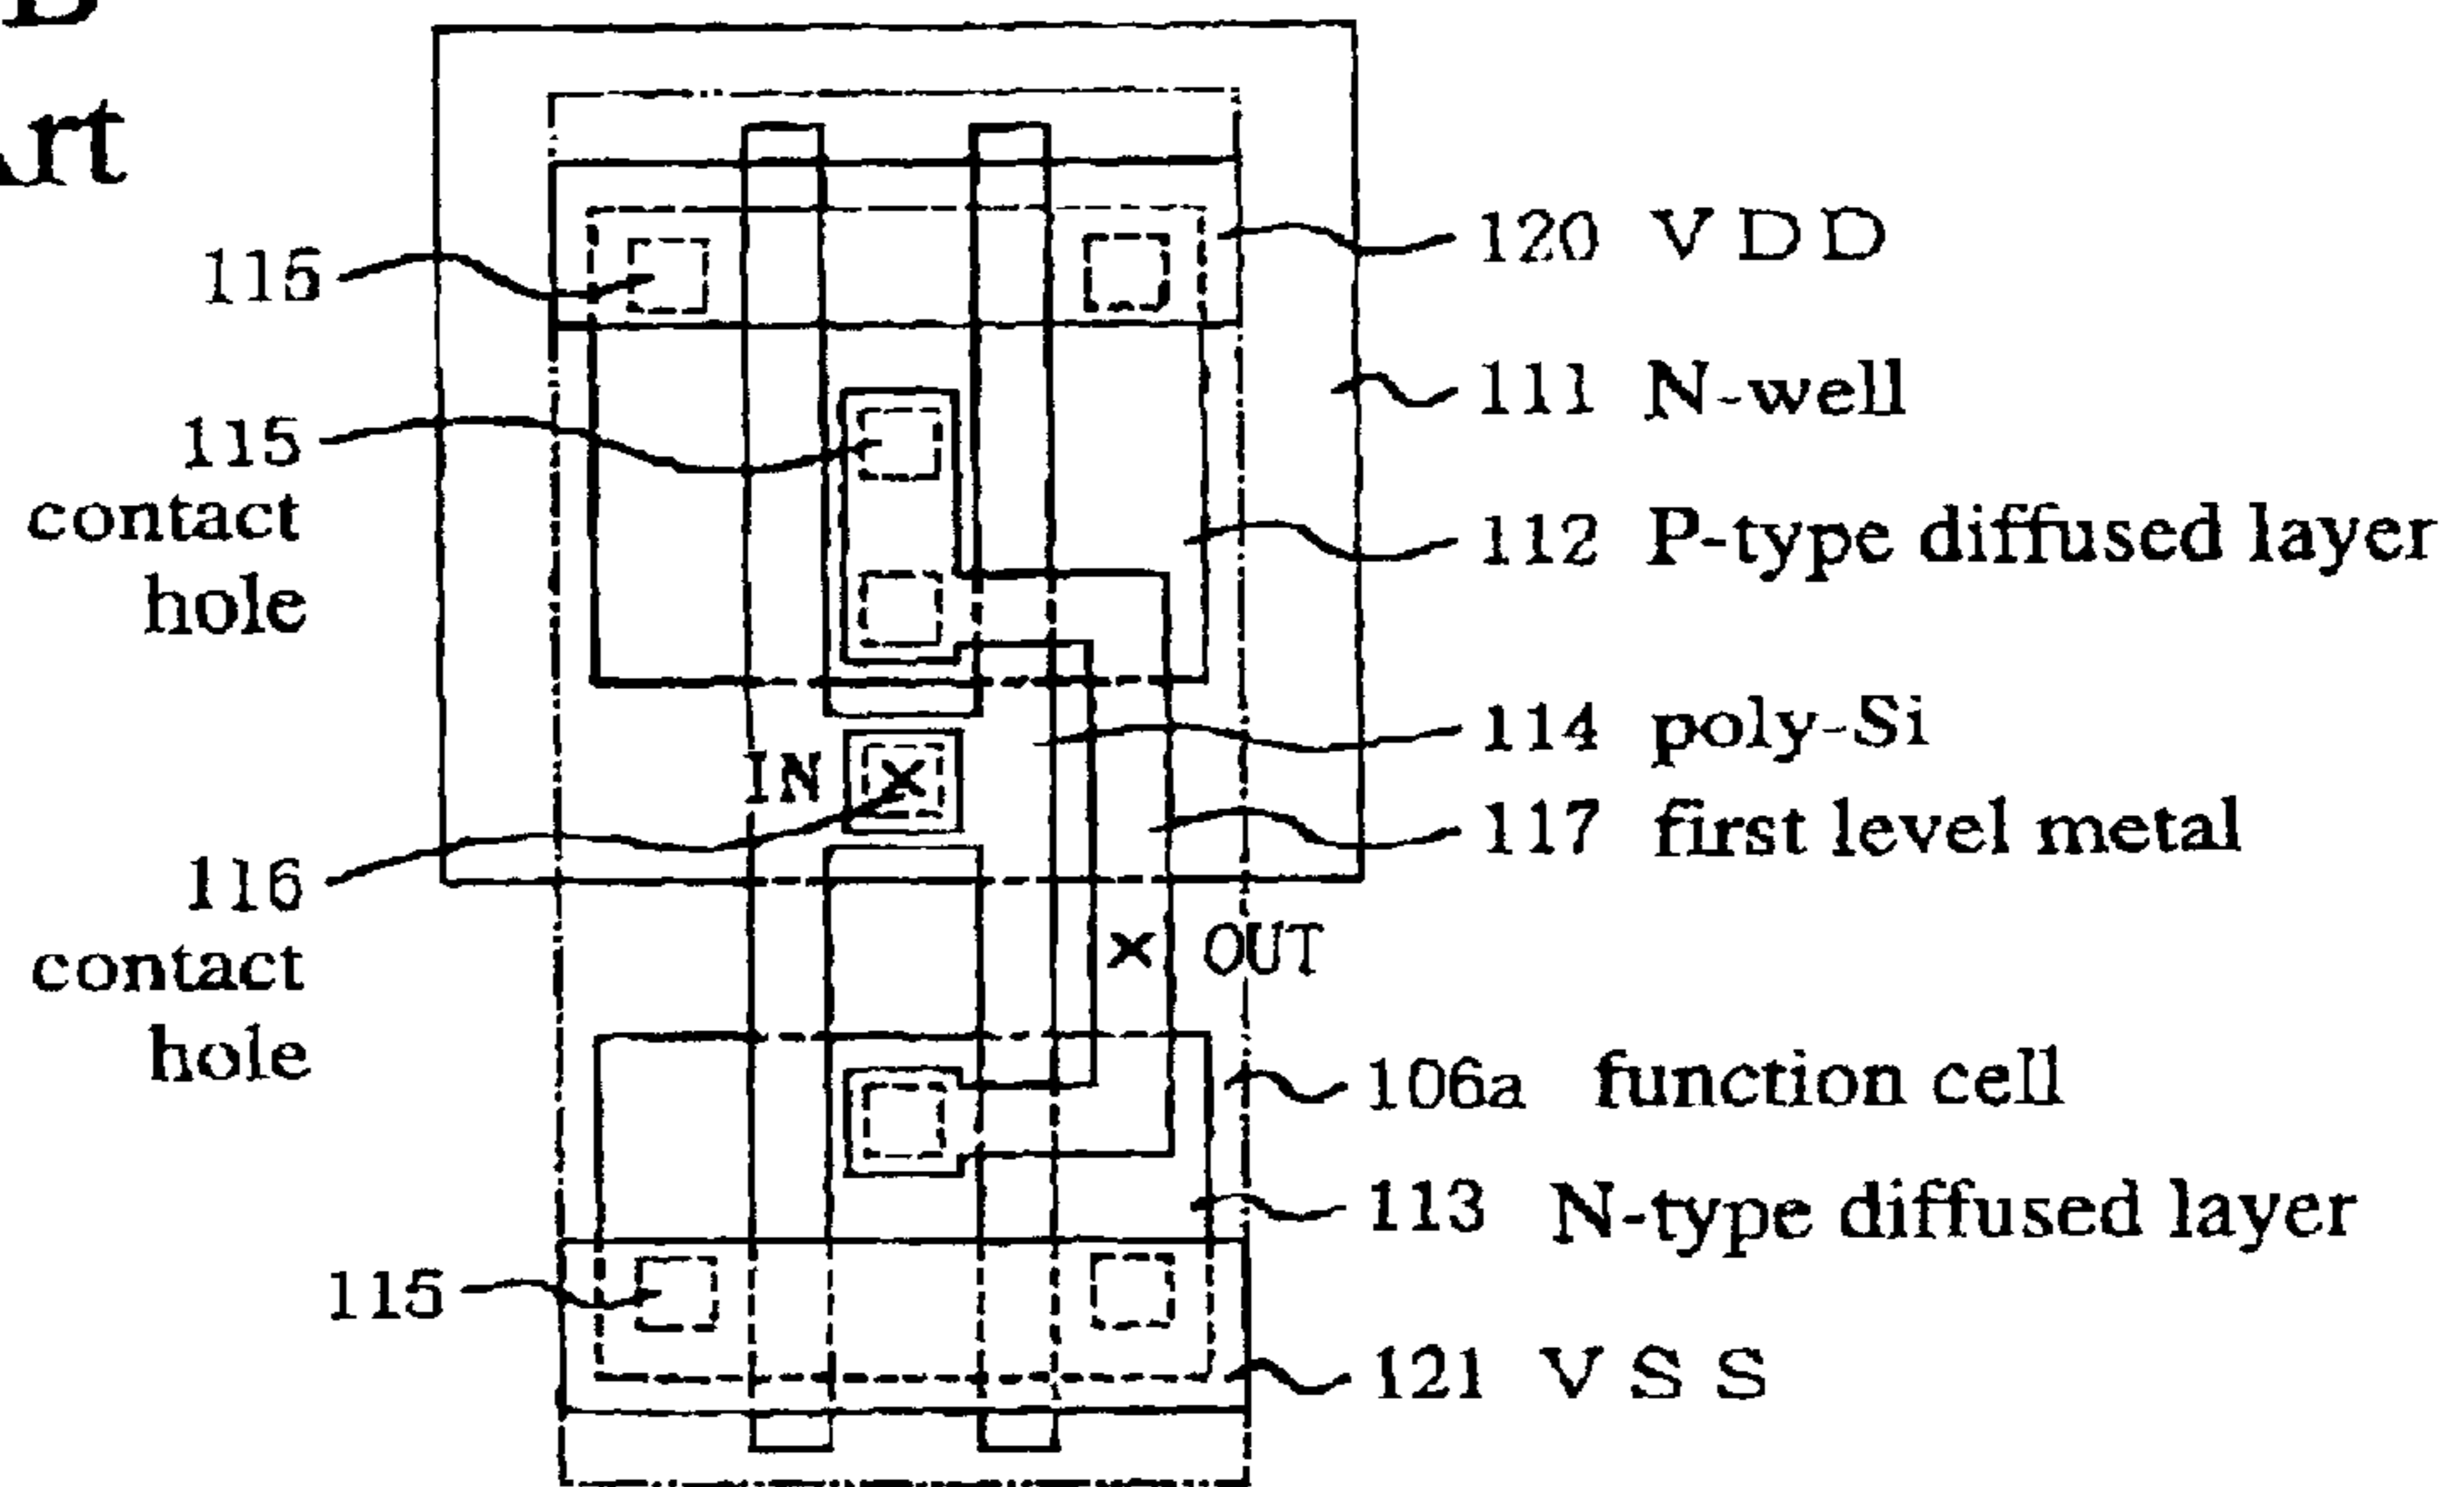 115
115
contact
hole
116
contact
hole
115
IN
OUT
120 VDD
111 N-well
112 P-type diffused layer
114 poly-Si
117 first level metal
106a function cell
113 N-type diffused layer
121 VSS